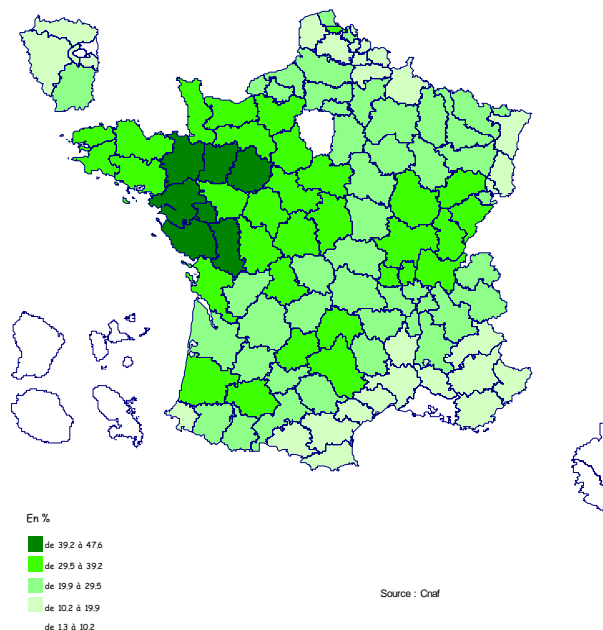 En %
de 39.2 à 47.6
de 29.5 à 39.2
de 19.9 à 29.5
de 10.2 à 19.9
de 1.3 à 10.2
Source : Cnaf